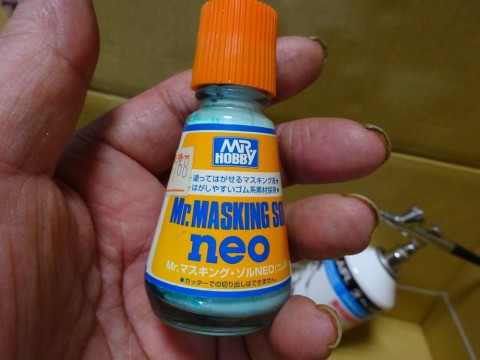 MR.
HOBBY
・塗ってはがせるマスキング剤・
・はがしやすいゴム系素材採用・
Mr.MASKING SO
neo
Mr.マスキング・ゾルNEO
●カッターでの切り出しはできません。